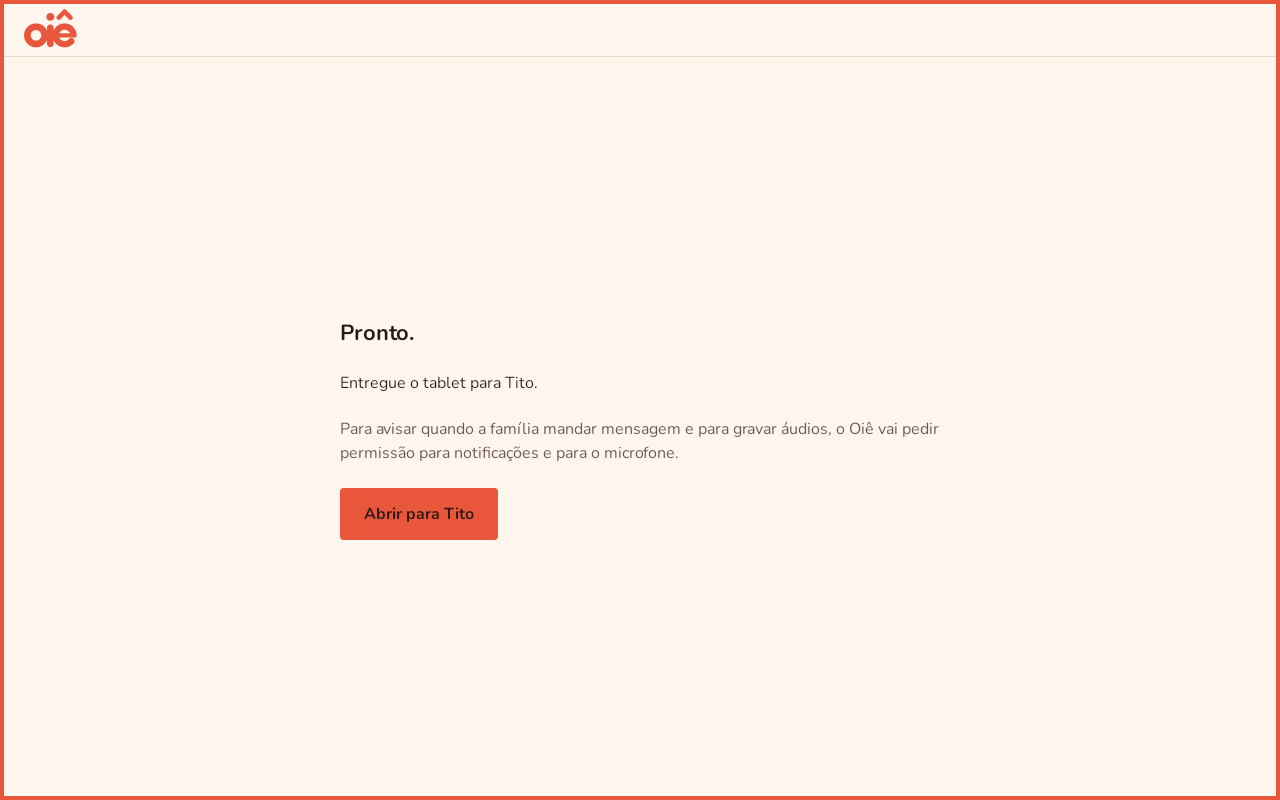 oiê
Pronto.
Entregue o tablet para Tito.
Para avisar quando a família mandar mensagem e para gravar áudios, o Oiê vai pedir
permissão para notificações e para o microfone.
Abrir para Tito